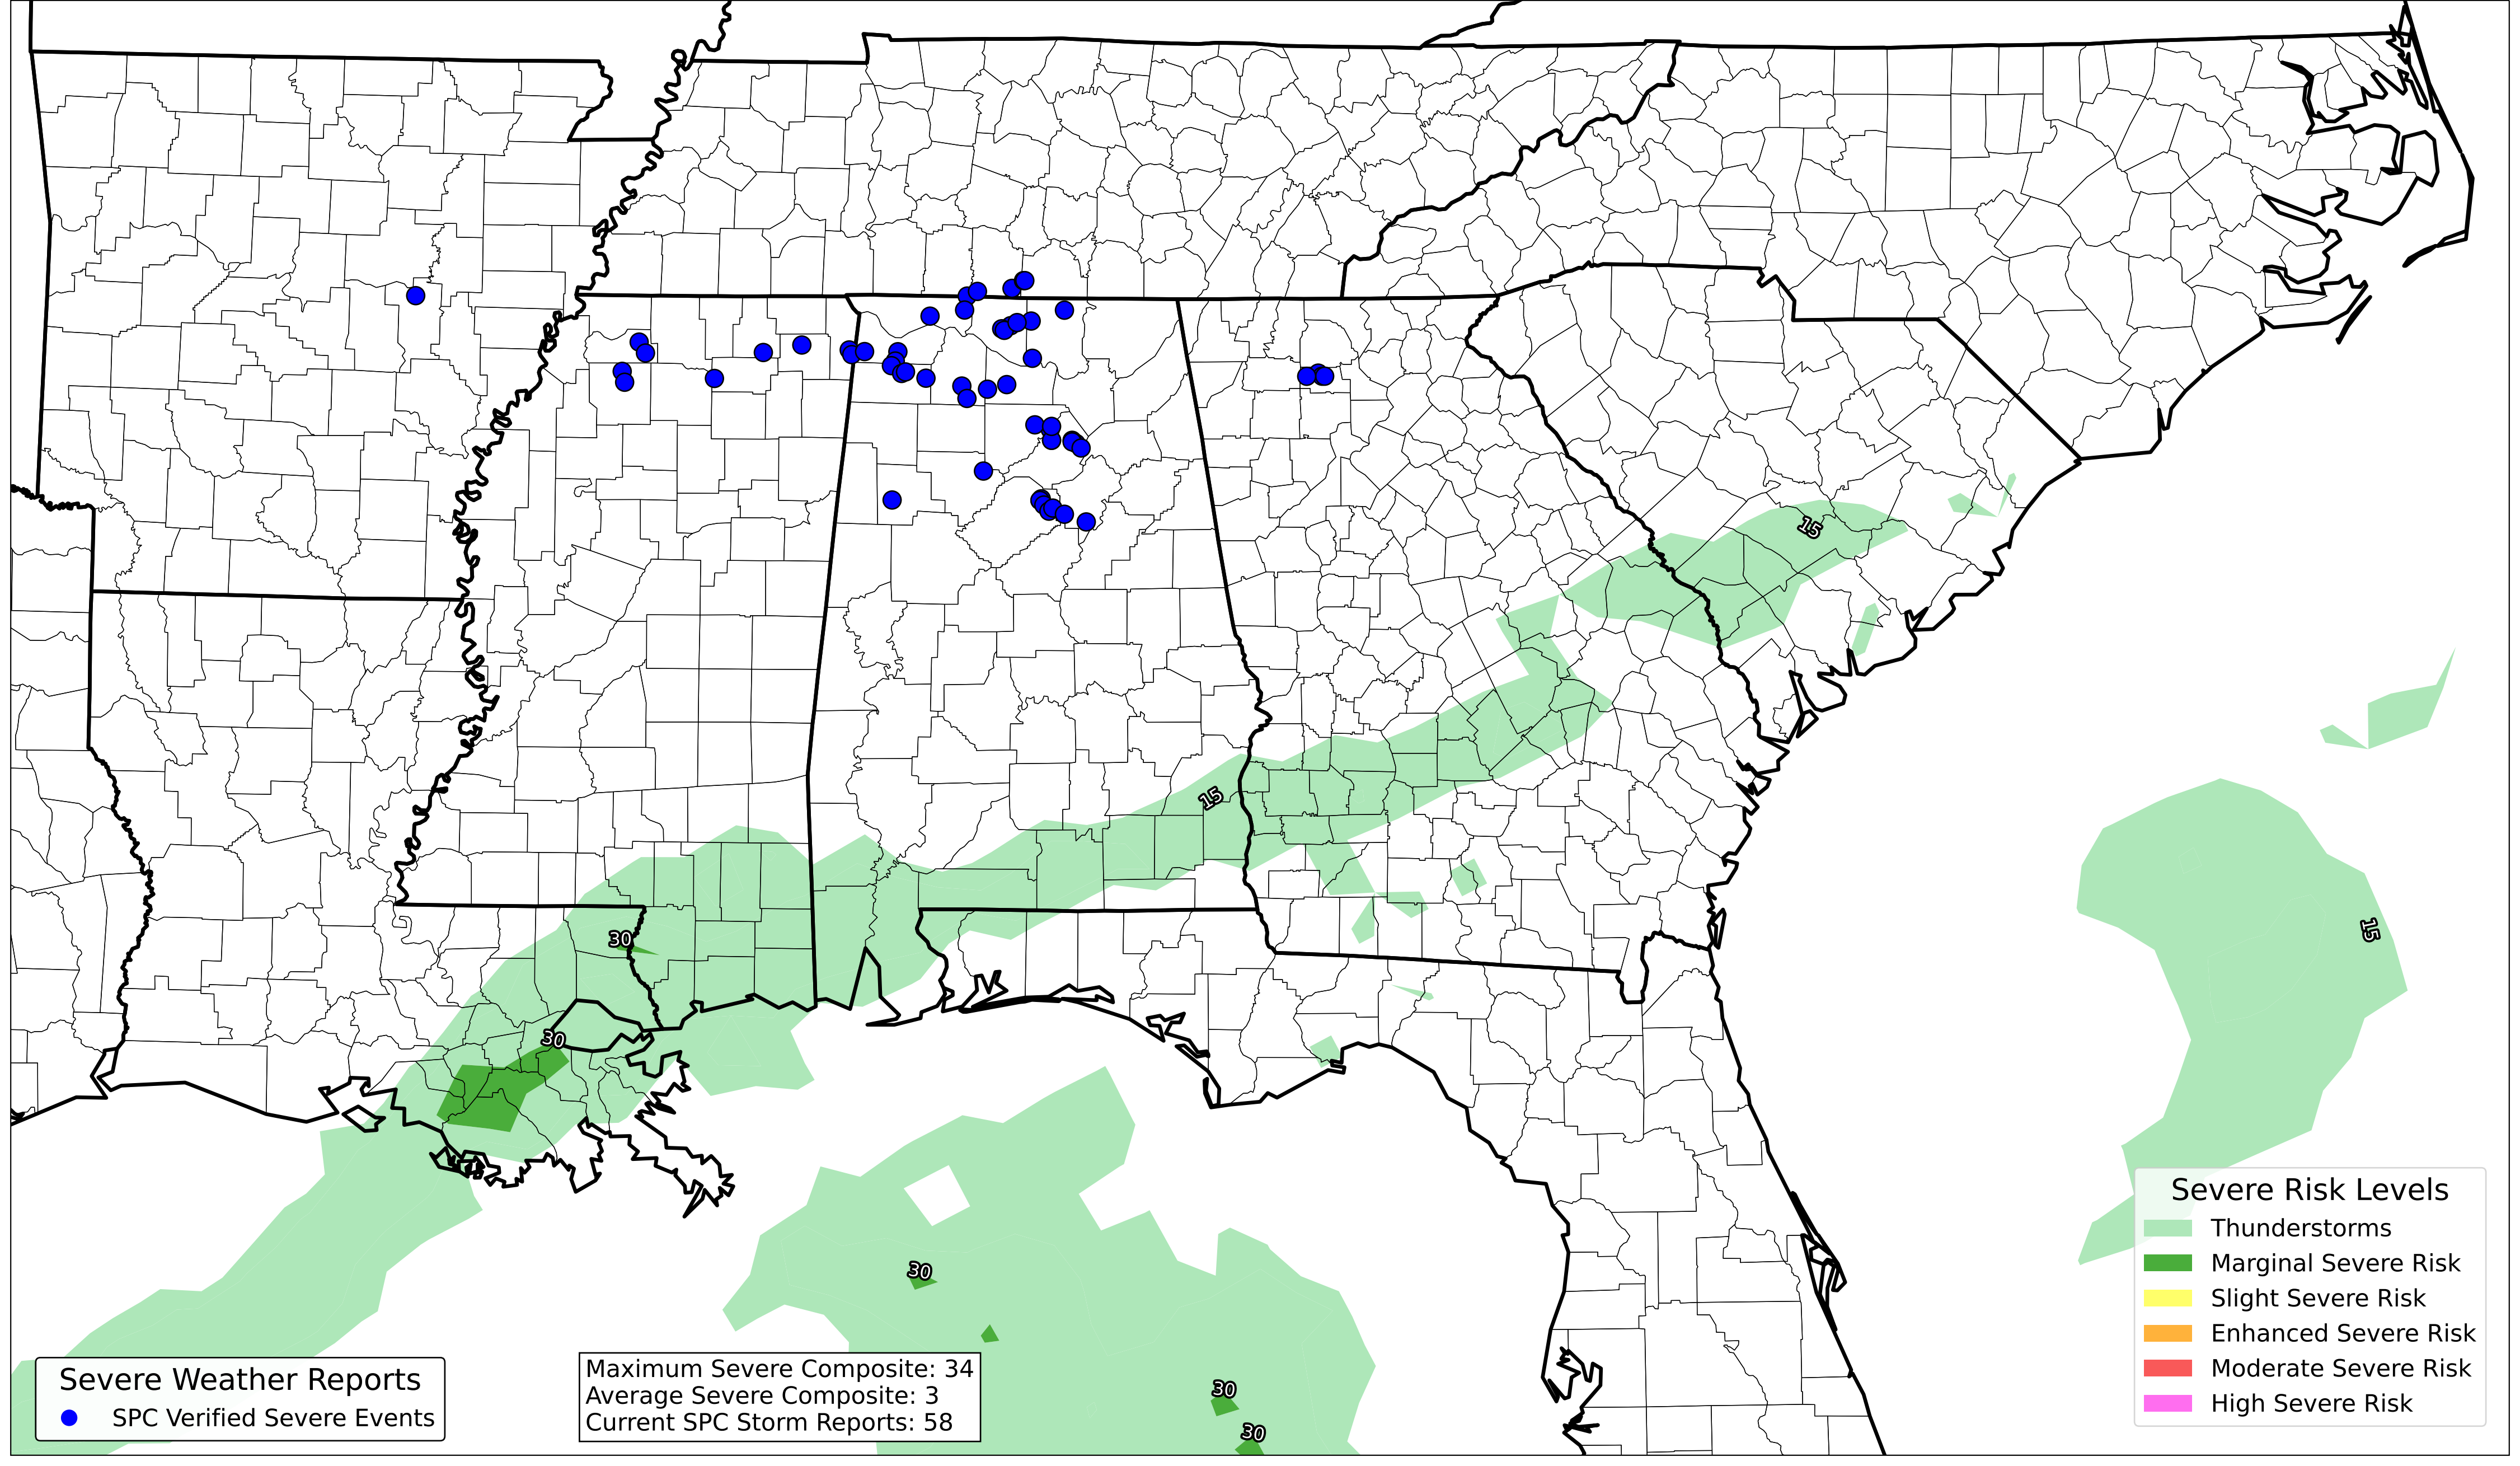 15
15
30
15
30
30
30
30
Severe Risk Levels
Thunderstorms
Marginal Severe Risk
Slight Severe Risk
Enhanced Severe Risk
Moderate Severe Risk
High Severe Risk
Severe Weather Reports
SPC Verified Severe Events
Maximum Severe Composite: 34
Average Severe Composite: 3
Current SPC Storm Reports: 58